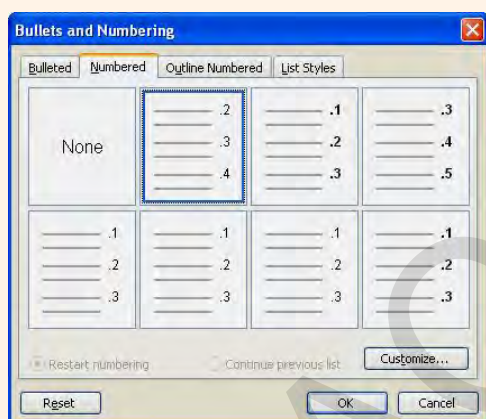 Bullets and Numbering
Bulleted Numbered Outline Numbered List Styles
None .2 .1 .3
.3 .2 .4
.4 .3 .5
.1 .1 .1 .1
.2 .2 .2 .2
.3 .3 .3 .3
Restart numbering Continue previous list Customize...
Reset OK Cancel